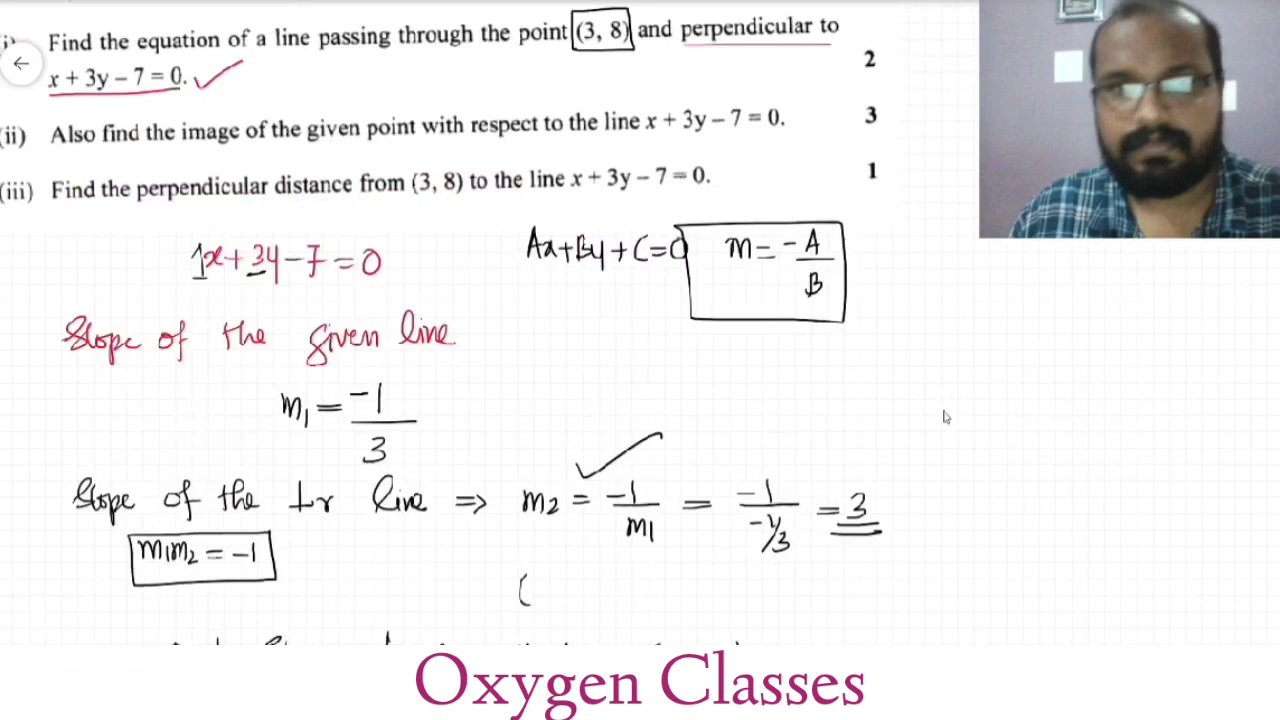 Find the equation of a line passing through the point (3, 8) and perpendicular to
x + 3y – 7 = 0.
2
(ii) Also find the image of the given point with respect to the line x + 3y – 7 = 0.
3
(iii) Find the perpendicular distance from (3, 8) to the line x + 3y – 7 = 0.
1
1x + 3y – 7 = 0
Ax + By + C = 0 m = -A/B
Slope of the given line
m₁ = -1/3
Slope of the ⊥r line ⇒ m₂ = -1/m₁ = -1/-1/3 = 3
m₁m₂ = -1
(
Oxygen Classes